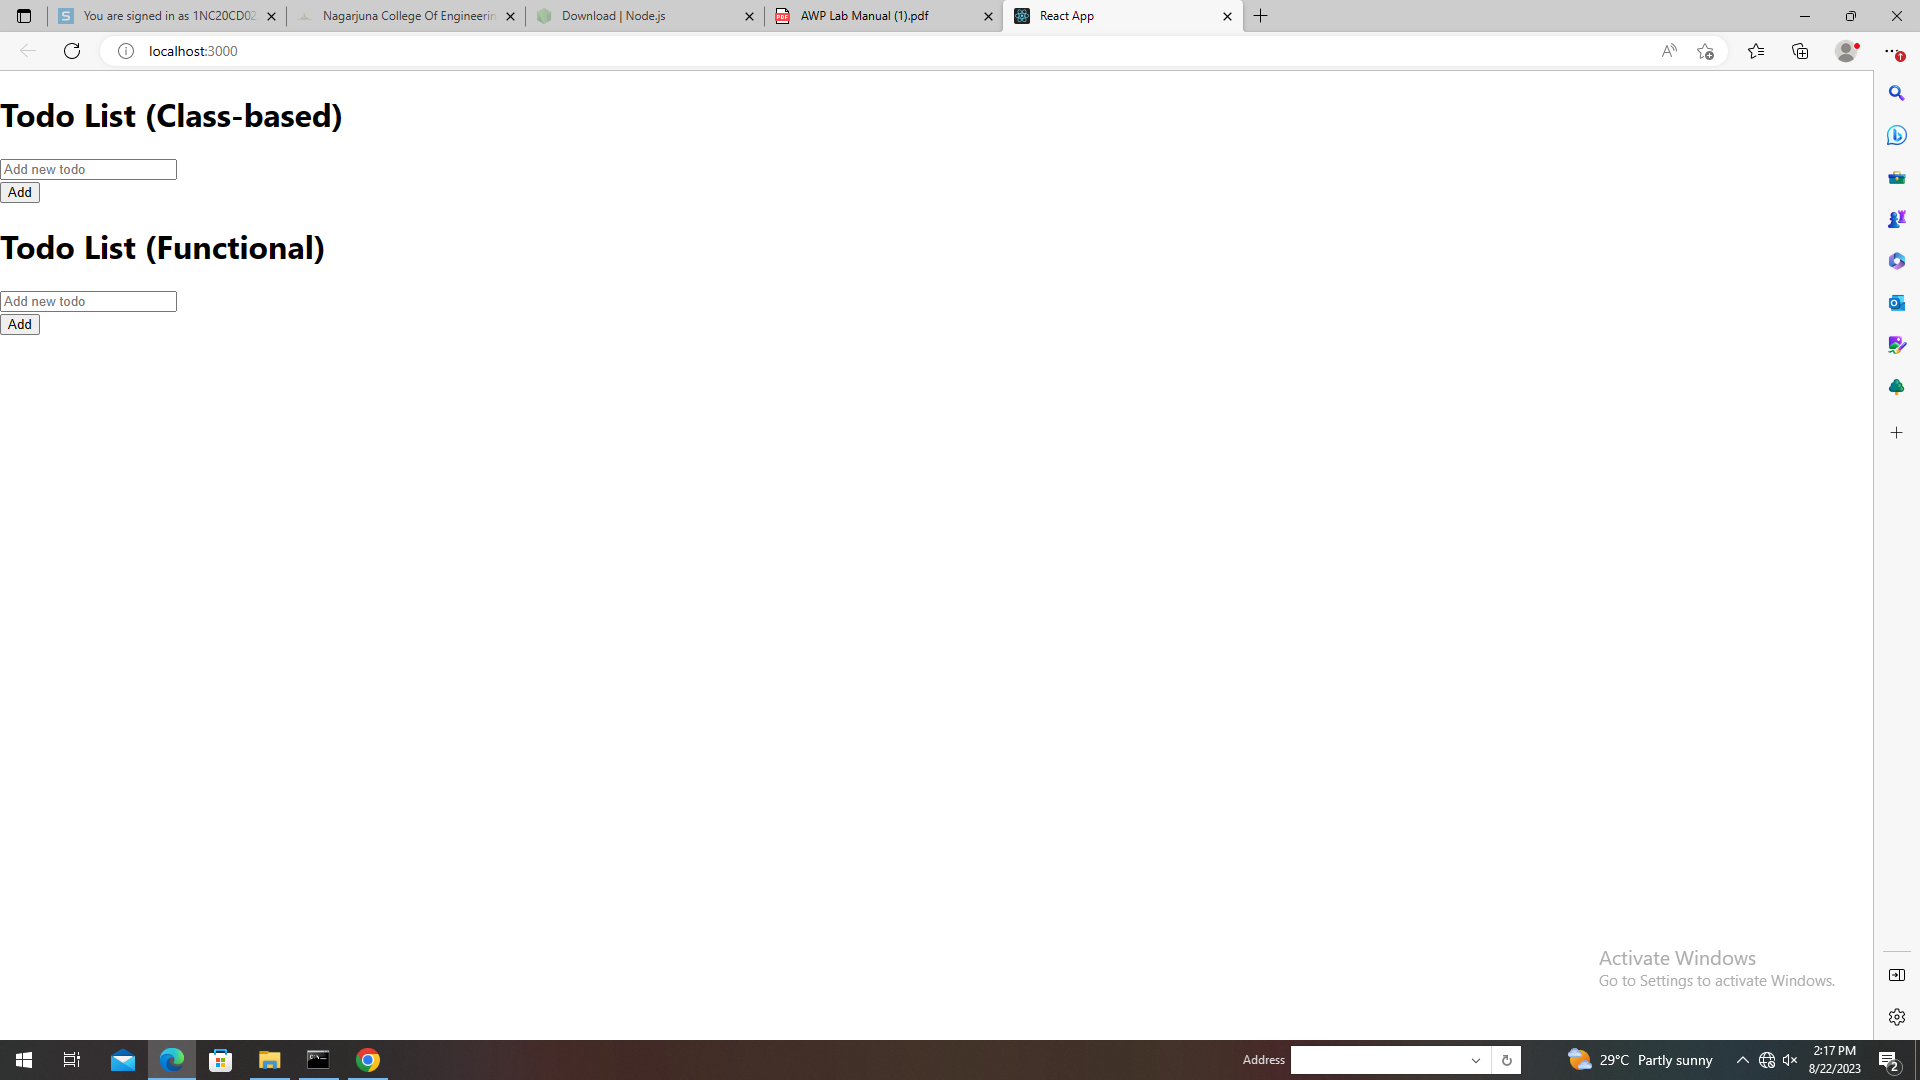 You are signed in as 1NC20CD02
Nagarjuna College Of Engineerin
Download | Node.js
AWP Lab Manual (1).pdf
React App
localhost:3000
Todo List (Class-based)
Add new todo
Add
Todo List (Functional)
Add new todo
Add
Activate Windows
Go to Settings to activate Windows.
Address
29°C Partly sunny
2:17 PM
8/22/2023
2